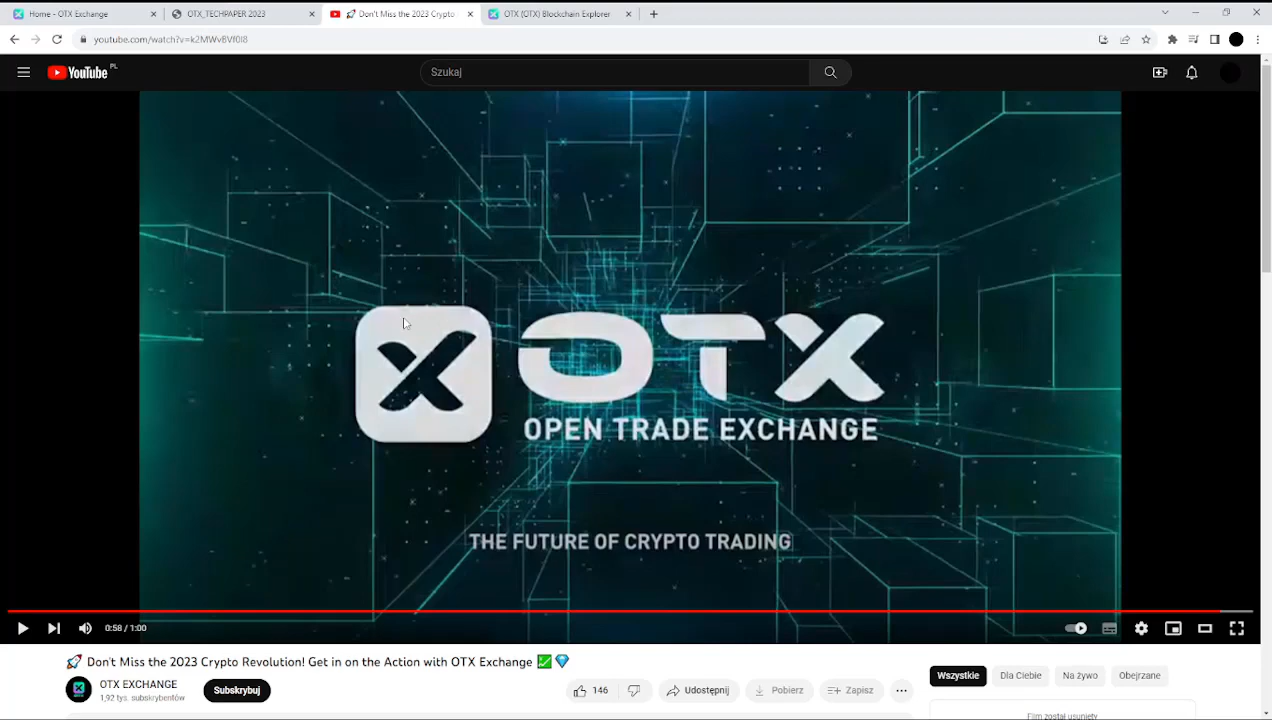 Home - OTX Exchange
OTX_TECHPAPER 2023
🚀 Don't Miss the 2023 Crypto
OTX (OTX) Blockchain Explorer
youtube.com/watch?v=k2MWvBVf0I8
YouTube PL
Szukaj
OTX
OPEN TRADE EXCHANGE
THE FUTURE OF CRYPTO TRADING
0:58 / 1:00
🚀 Don't Miss the 2023 Crypto Revolution! Get in on the Action with OTX Exchange 💹 💎
OTX EXCHANGE
1,92 tys. subskrybentów
Subskrybuj
146
Udostępnij
Pobierz
Zapisz
Wszystkie
Dla Ciebie
Na żywo
Obejrzane
Film został usunięty